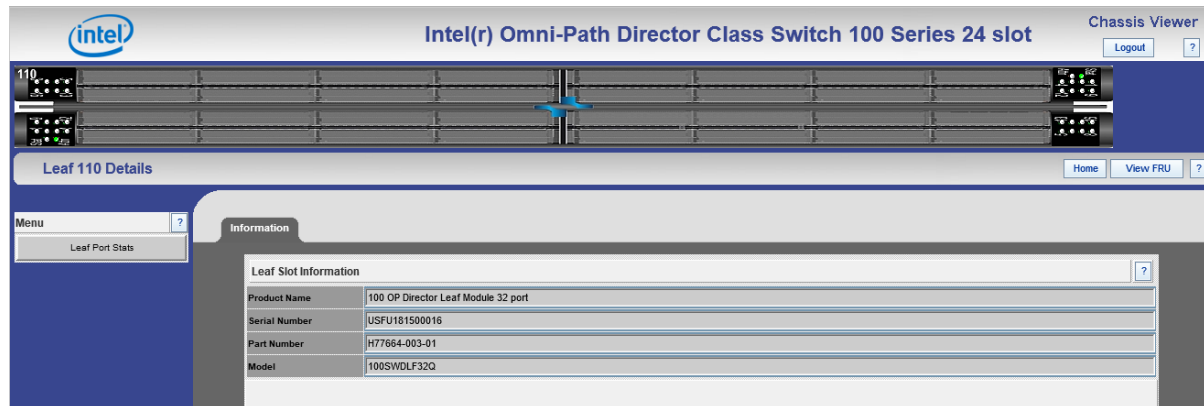 intel
Intel(r) Omni-Path Director Class Switch 100 Series 24 slot
Chassis Viewer
Logout
?
110
Leaf 110 Details
Home
View FRU
?
Menu
?
Leaf Port Stats
Information
Leaf Slot Information
?
Product Name 100 OP Director Leaf Module 32 port
Serial Number USFU181500016
Part Number H77664-003-01
Model 100SWDLF32Q